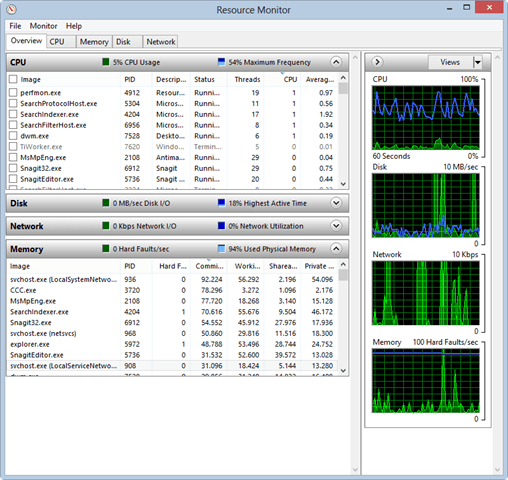 Resource Monitor
File Monitor Help
Overview CPU Memory Disk Network
CPU 5% CPU Usage 54% Maximum Frequency
Image PID Descrip... Status Threads CPU Averag...
perfmon.exe 4912 Resour... Runni... 19 1 0.97
SearchProtocolHost.exe 5304 Micros... Runni... 11 1 0.56
SearchIndexer.exe 4204 Micros... Runni... 17 1 1.92
SearchFilterHost.exe 6956 Micros... Runni... 8 1 0.34
dwm.exe 7528 Deskto... Runni... 6 1 0.19
TiWorker.exe 7620 Windo... Termin... 5 0 0.01
MsMpEng.exe 2108 Antima... Runni... 29 0 0.04
Snagit32.exe 6912 Snagit Runni... 29 0 0.75
SnagitEditor.exe 5736 Snagit ... Runni... 20 0 0.44
Disk 0 MB/sec Disk I/O 18% Highest Active Time
Network 0 Kbps Network I/O 0% Network Utilization
Memory 0 Hard Faults/sec 94% Used Physical Memory
Image PID Hard F... Commi... Worki... Sharea... Private ...
svchost.exe (LocalSystemNetwo... 936 0 92.224 56.292 2.196 54.096
CCC.exe 3720 0 78.296 3.272 1.096 2.176
MsMpEng.exe 2108 0 77.720 18.268 3.140 15.128
SearchIndexer.exe 4204 1 70.616 55.676 9.504 46.172
Snagit32.exe 6912 0 54.552 45.912 27.976 17.936
svchost.exe (netsvcs) 968 0 50.860 29.816 11.516 18.300
explorer.exe 5972 1 48.788 53.496 28.744 24.752
SnagitEditor.exe 5736 0 31.532 52.600 39.572 13.028
svchost.exe (LocalServiceNetwo... 908 0 31.096 18.424 5.144 13.280
Views
CPU 100%
60 Seconds 0%
Disk 10 MB/sec
0
Network 10 Kbps
0
Memory 100 Hard Faults/sec
0